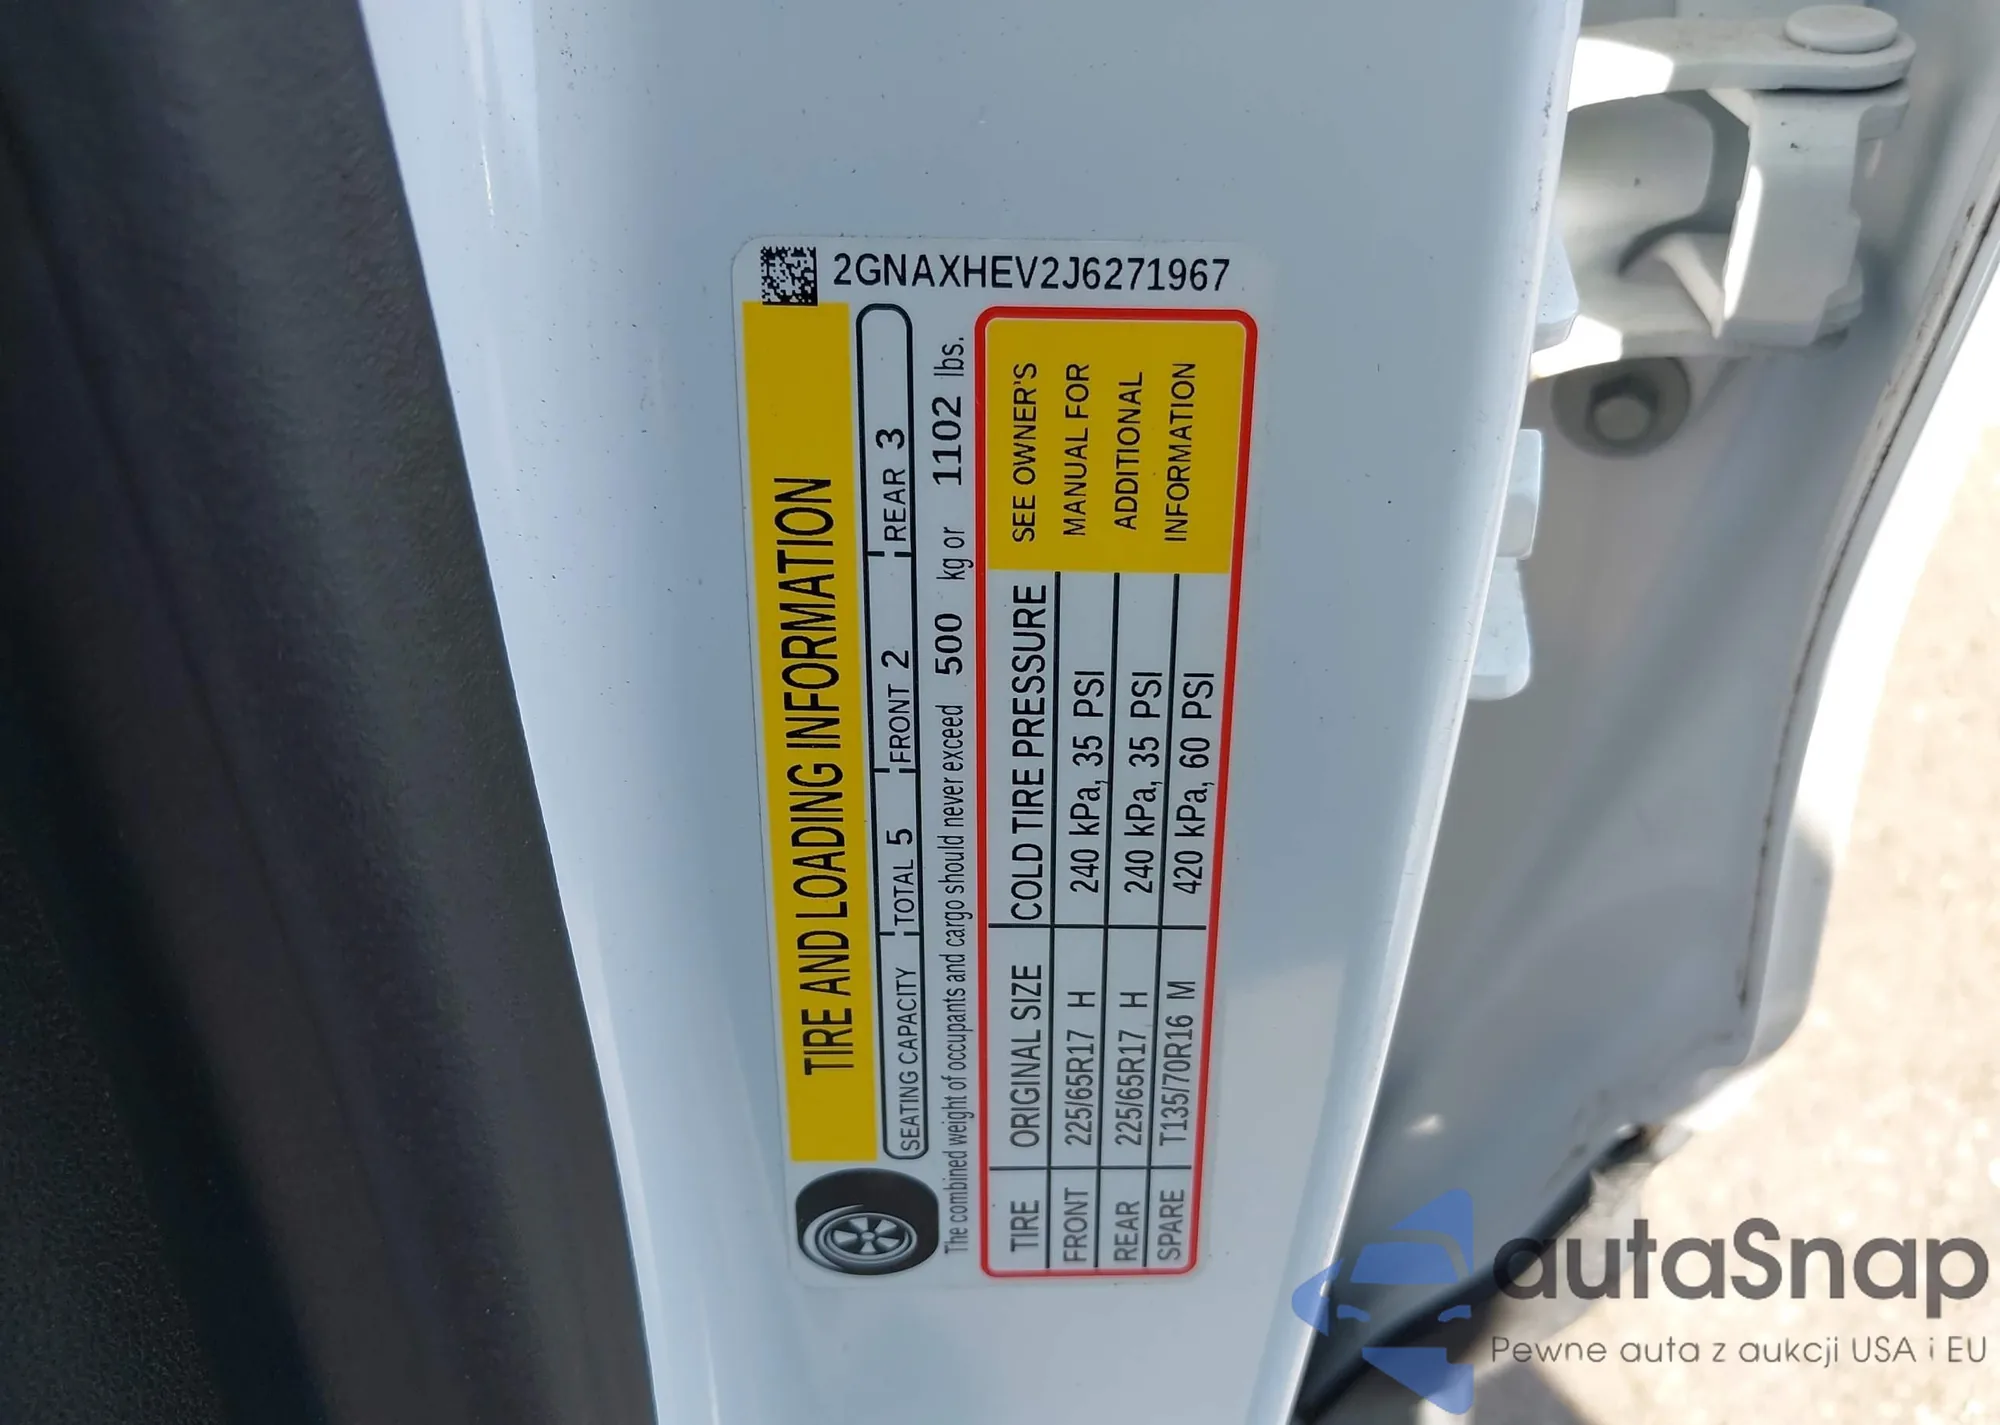 2GNAXHEV2J6271967
TIRE AND LOADING INFORMATION
SEATING CAPACITY TOTAL 5 FRONT 2 REAR 3
The combined weight of occupants and cargo should never exceed 500 kg or 1102 lbs.
TIRE ORIGINAL SIZE COLD TIRE PRESSURE
FRONT 225/65R17 H 240 kPa, 35 PSI
REAR 225/65R17 H 240 kPa, 35 PSI
SPARE T135/70R16 M 420 kPa, 60 PSI
SEE OWNER'S
MANUAL FOR
ADDITIONAL
INFORMATION
autaSnap
Pewne auta z aukcji USA i EU